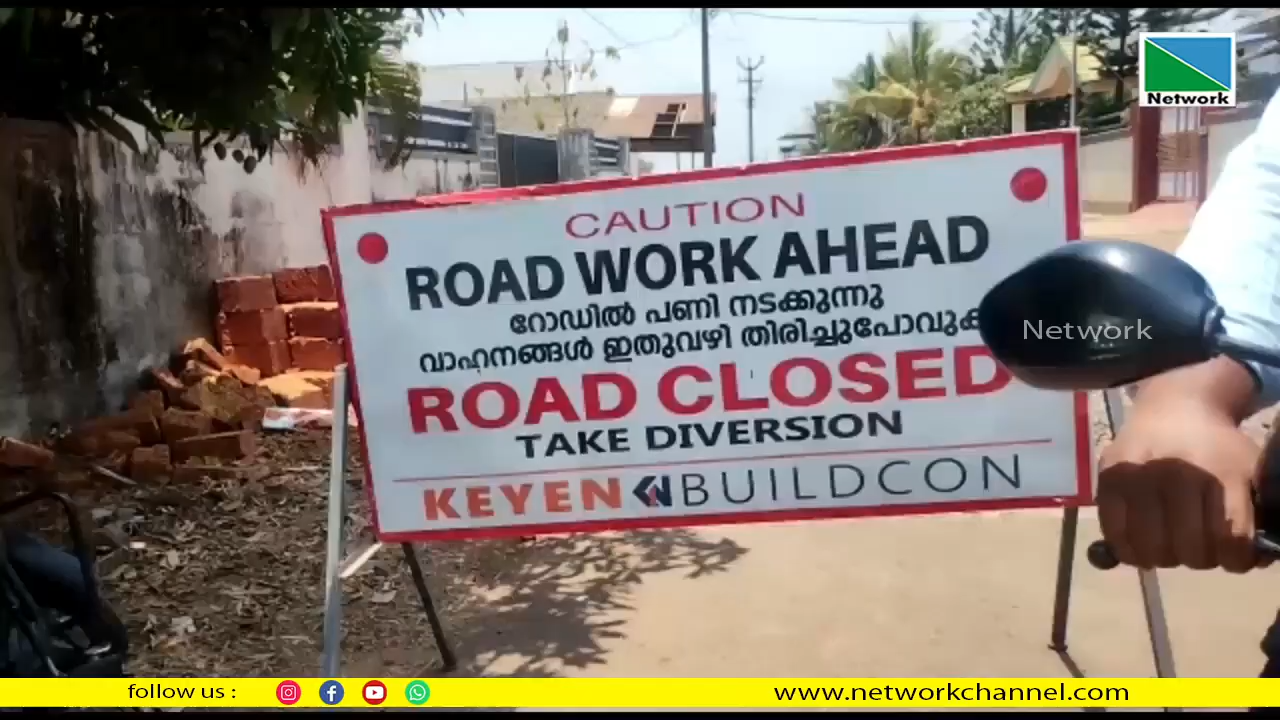 Network
CAUTION
ROAD WORK AHEAD
റോഡിൽ പണി നടക്കുന്നു
വാഹനങ്ങൾ ഇതുവഴി തിരിച്ചുപോവുക
ROAD CLOSED
TAKE DIVERSION
KEYEN BUILDCON
Network
follow us :
www.networkchannel.com